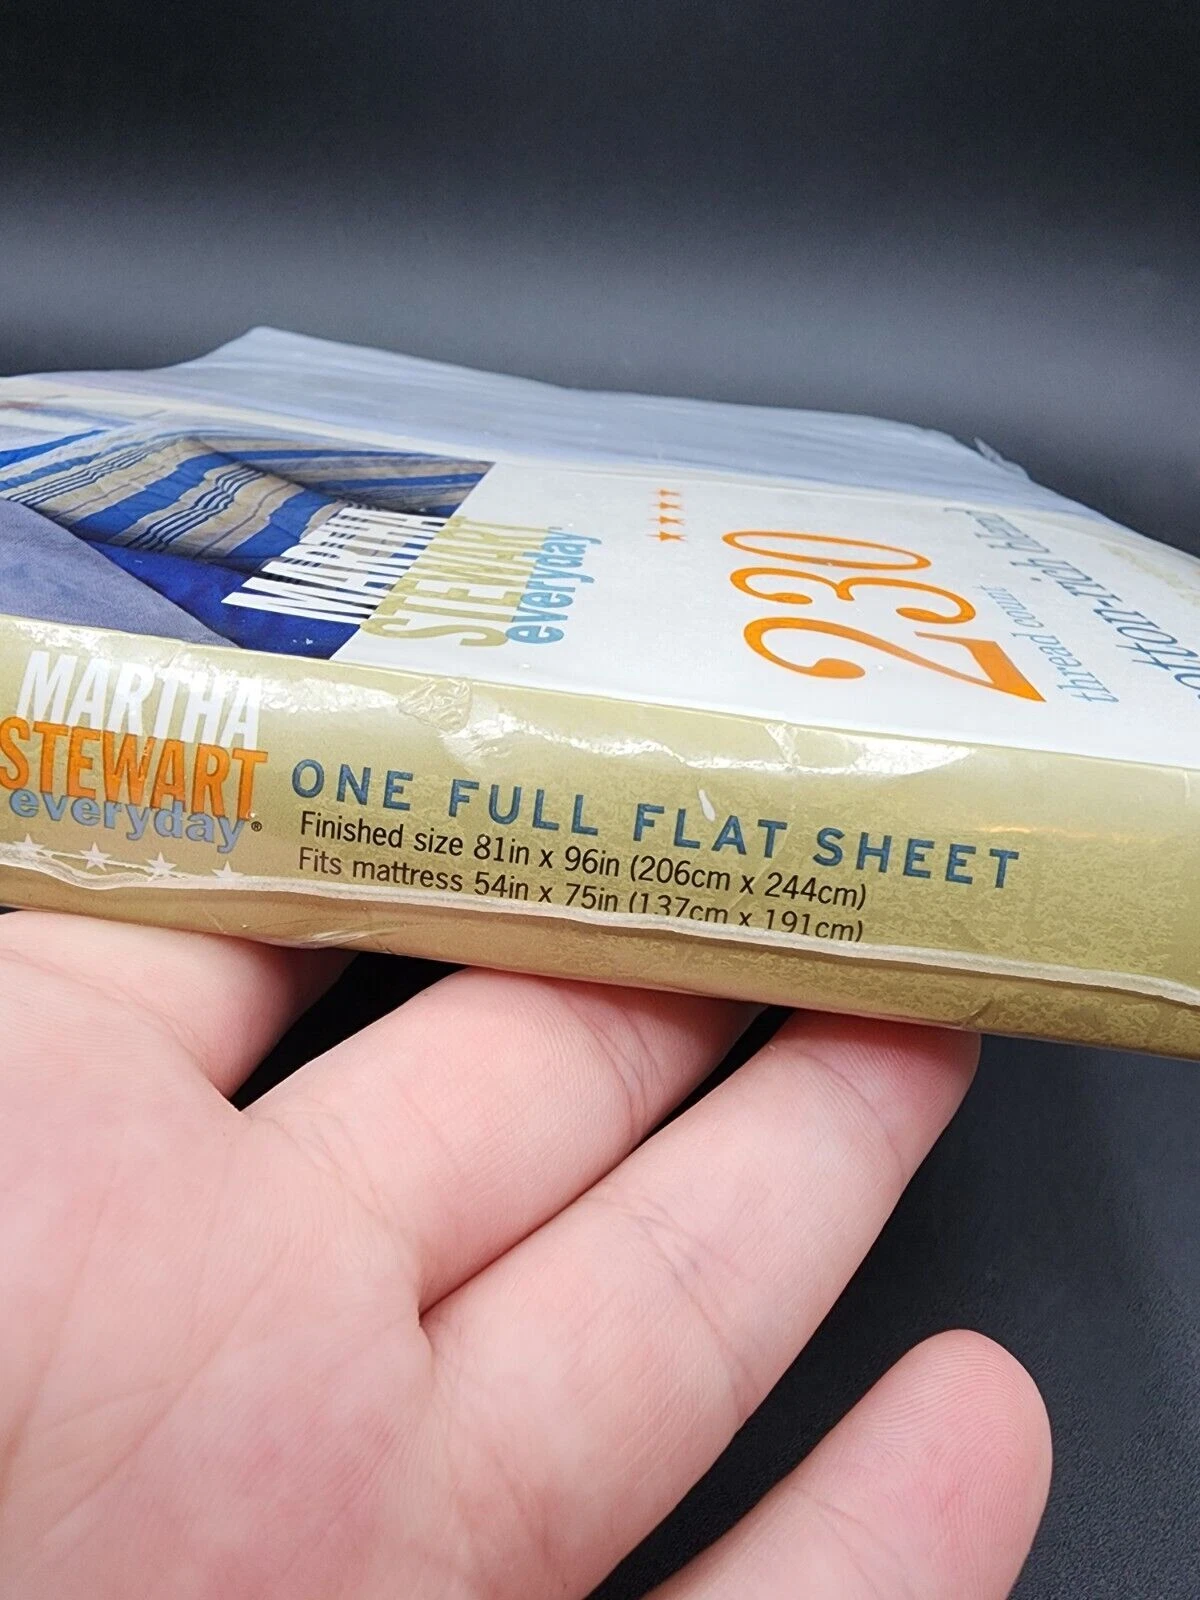 MARTHA
STEWART
everyday
230
thread count
blend
MARTHA
STEWART
everyday®
ONE FULL FLAT SHEET
Finished size 81in x 96in (206cm x 244cm)
Fits mattress 54in x 75in (137cm x 191cm)